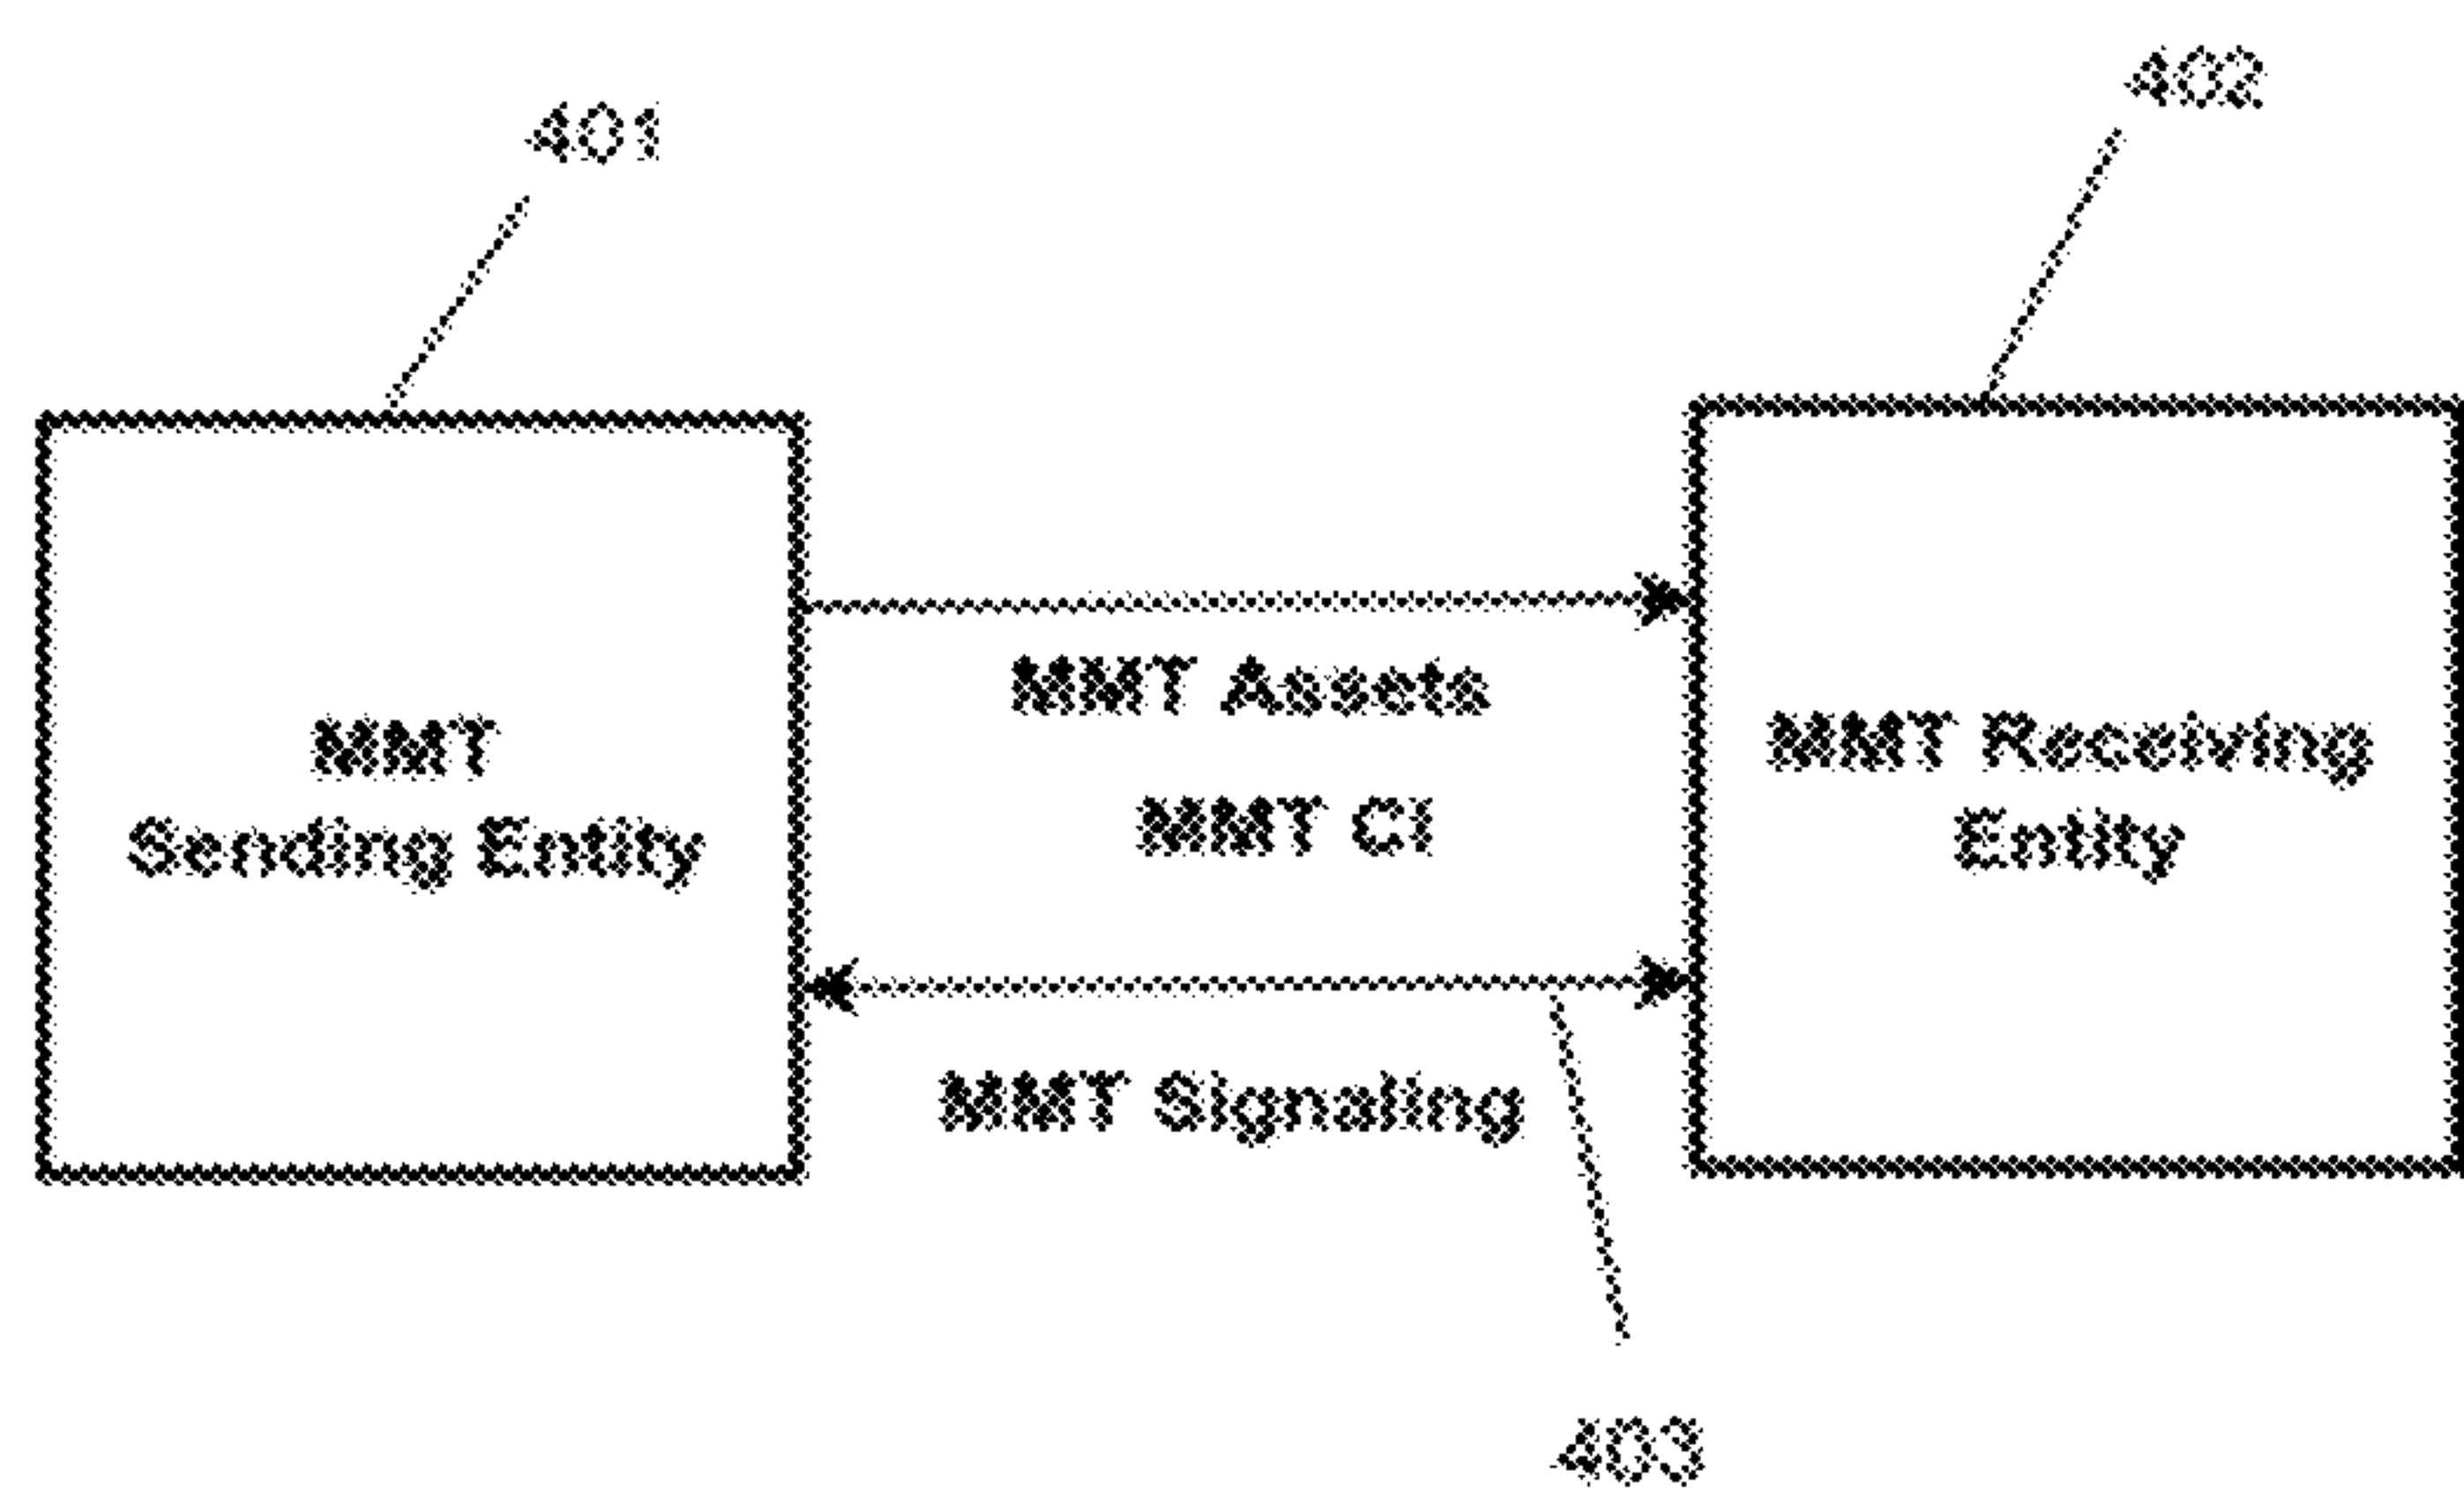 401
402
MMT
Sending Entity
MMT Assets
MMT CI
MMT Signaling
MMT Receiving
Entity
403